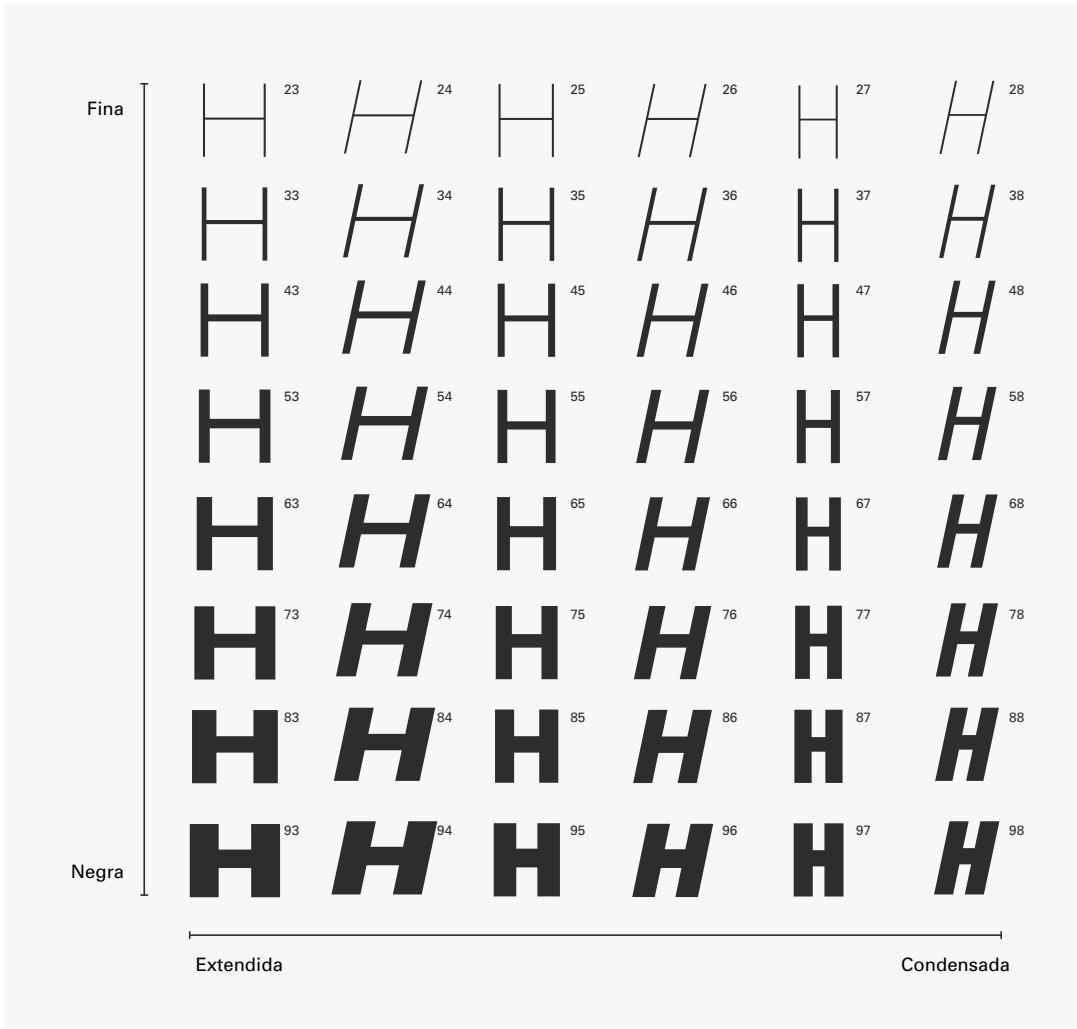 Fina
H 23 H 24 H 25 H 26 H 27 H 28
H 33 H 34 H 35 H 36 H 37 H 38
H 43 H 44 H 45 H 46 H 47 H 48
H 53 H 54 H 55 H 56 H 57 H 58
H 63 H 64 H 65 H 66 H 67 H 68
H 73 H 74 H 75 H 76 H 77 H 78
H 83 H 84 H 85 H 86 H 87 H 88
H 93 H 94 H 95 H 96 H 97 H 98
Negra
Extendida Condensada